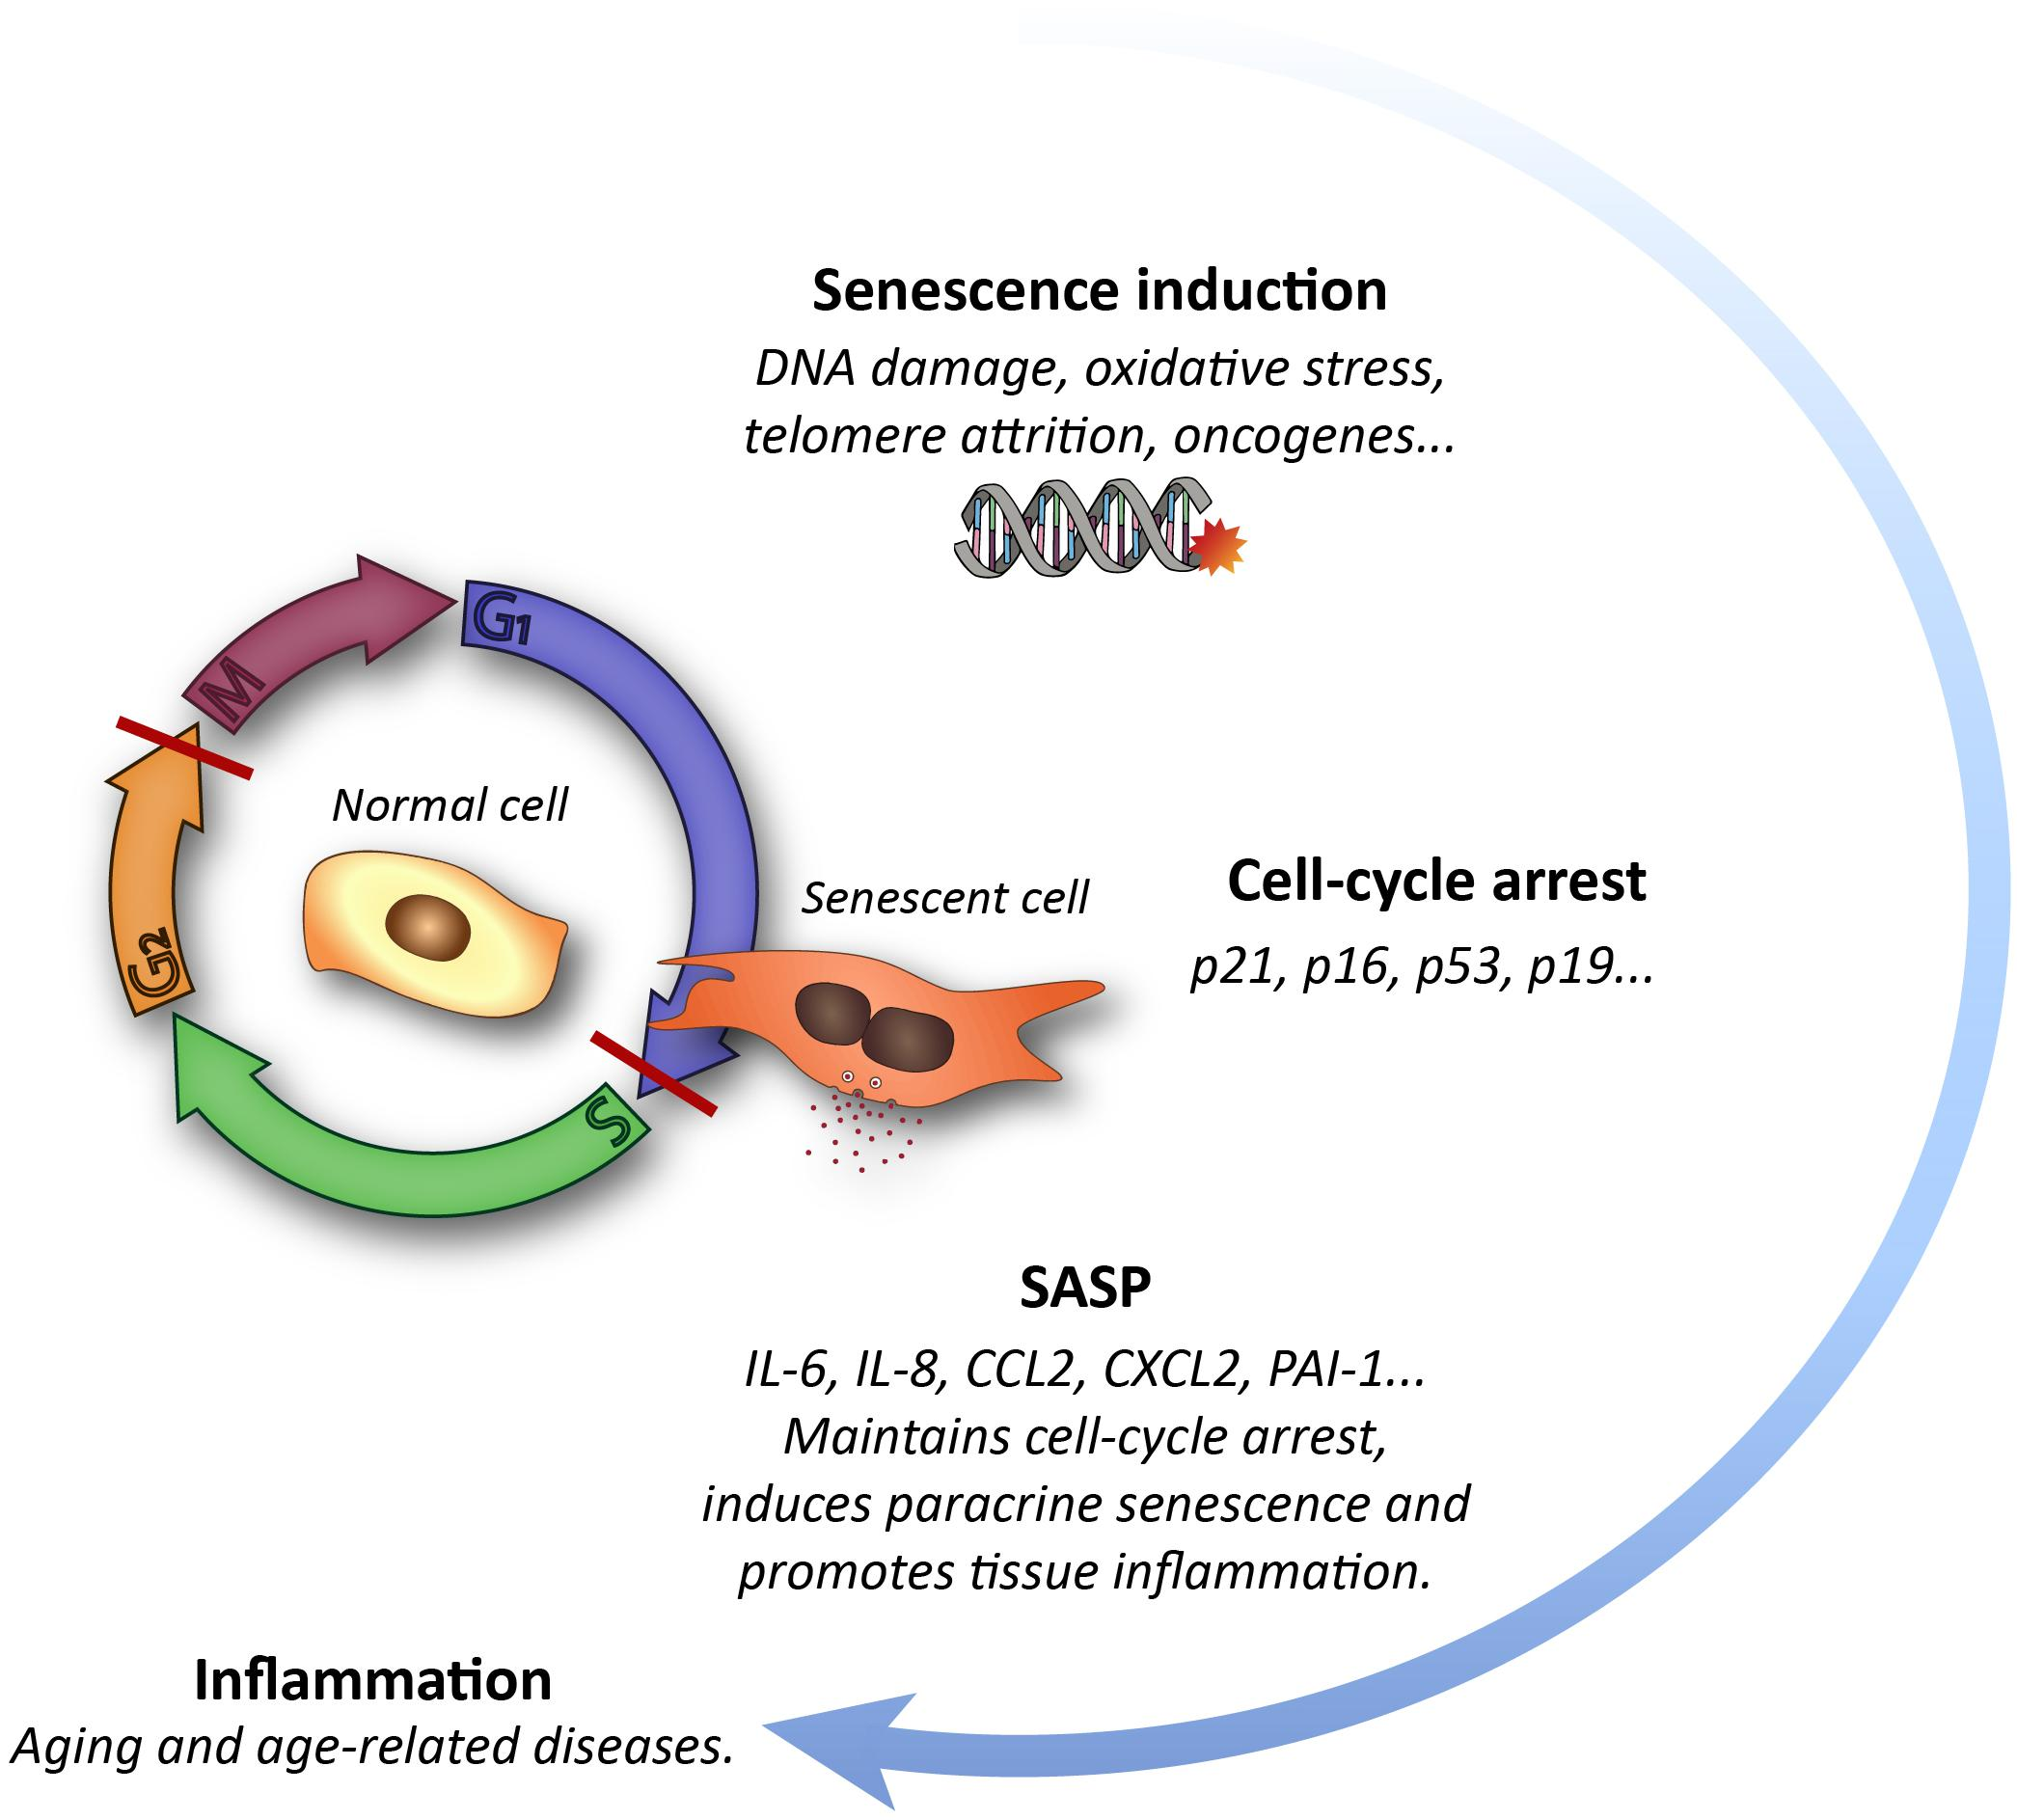 Senescence induction
DNA damage, oxidative stress,
telomere attrition, oncogenes...
G1
M
Normal cell
Senescent cell
Cell-cycle arrest
p21, p16, p53, p19...
G2
S
SASP
IL-6, IL-8, CCL2, CXCL2, PAI-1...
Maintains cell-cycle arrest,
induces paracrine senescence and
promotes tissue inflammation.
Inflammation
Aging and age-related diseases.